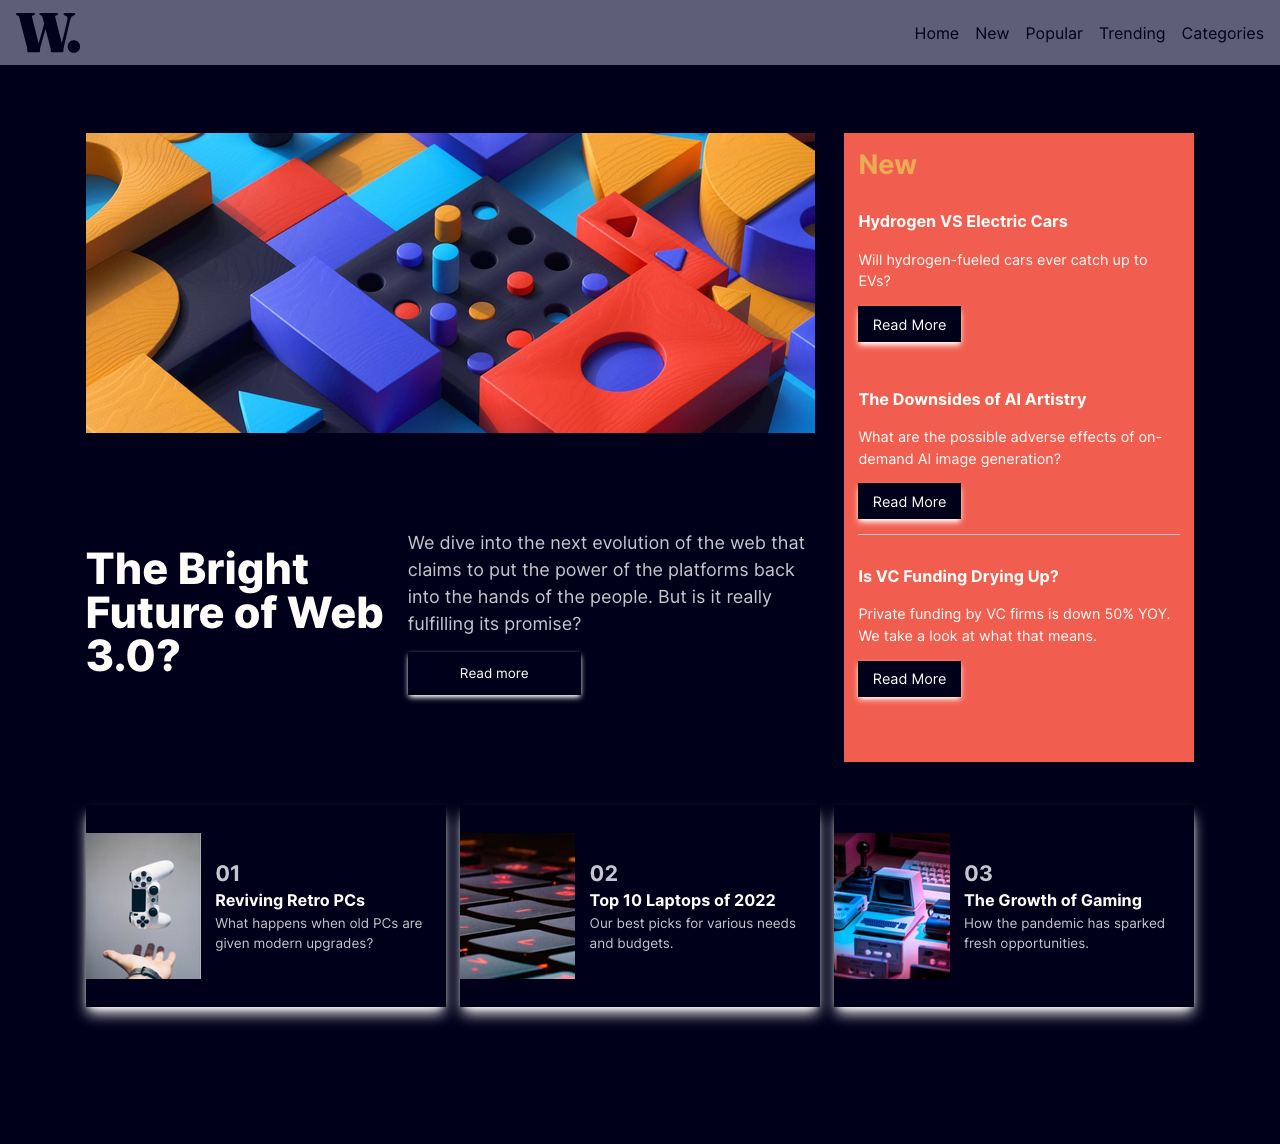 W.
Home New Popular Trending Categories
New
Hydrogen VS Electric Cars
Will hydrogen-fueled cars ever catch up to
EVs?
Read More
The Downsides of AI Artistry
What are the possible adverse effects of on-
demand AI image generation?
Read More
Is VC Funding Drying Up?
Private funding by VC firms is down 50% YOY.
We take a look at what that means.
Read More
The Bright
Future of Web
3.0?
We dive into the next evolution of the web that
claims to put the power of the platforms back
into the hands of the people. But is it really
fulfilling its promise?
Read more
01
Reviving Retro PCs
What happens when old PCs are
given modern upgrades?
02
Top 10 Laptops of 2022
Our best picks for various needs
and budgets.
03
The Growth of Gaming
How the pandemic has sparked
fresh opportunities.